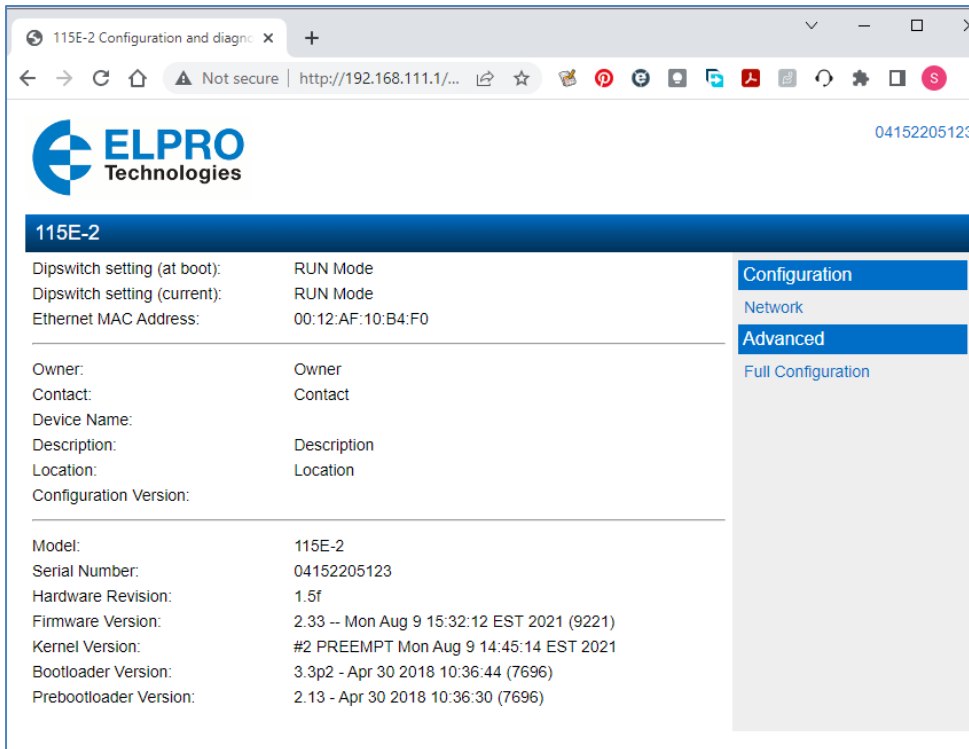 115E-2 Configuration and diagno
Not secure | http://192.168.111.1/...
S
ELPRO
Technologies
04152205123
115E-2
Dipswitch setting (at boot): RUN Mode
Dipswitch setting (current): RUN Mode
Ethernet MAC Address: 00:12:AF:10:B4:F0
Configuration
Network
Advanced
Full Configuration
Owner: Owner
Contact: Contact
Device Name:
Description: Description
Location: Location
Configuration Version:
Model: 115E-2
Serial Number: 04152205123
Hardware Revision: 1.5f
Firmware Version: 2.33 -- Mon Aug 9 15:32:12 EST 2021 (9221)
Kernel Version: #2 PREEMPT Mon Aug 9 14:45:14 EST 2021
Bootloader Version: 3.3p2 - Apr 30 2018 10:36:44 (7696)
Prebootloader Version: 2.13 - Apr 30 2018 10:36:30 (7696)